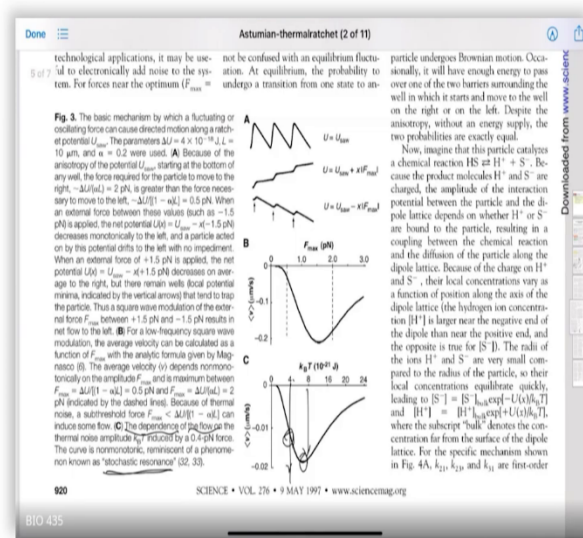 Done
Astumian-thermalratchet (2 of 11)
5 of 7
technological applications, it may be use-
ful to electronically add noise to the sys-
tem. For forces near the optimum (F_max =
not be confused with an equilibrium fluctu-
ation. At equilibrium, the probability to
undergo a transition from one state to an-
particle undergoes Brownian motion. Occa-
sionally, it will have enough energy to pass
over one of the two barriers surrounding the
well in which it starts and move to the well
on the right or on the left. Despite the
anisotropy, without an energy supply, the
two probabilities are exactly equal.
Now, imagine that this particle catalyzes
a chemical reaction HS ⇌ H⁺ + S⁻. Be-
cause the product molecules H⁺ and S⁻ are
charged, the amplitude of the interaction
potential between the particle and the di-
pole lattice depends on whether H⁺ or S⁻
are bound to the particle, resulting in a
coupling between the chemical reaction
and the diffusion of the particle along the
dipole lattice. Because of the charge on H⁺
and S⁻, their local concentrations vary as
a function of position along the axis of the
dipole lattice (the hydrogen ion concentra-
tion [H⁺] is larger near the negative end of
the dipole than near the positive end, and
the opposite is true for [S⁻]). The radii of
the ions H⁺ and S⁻ are very small com-
pared to the radius of the particle, so their
local concentrations equilibrate quickly,
leading to [S⁻] = [S⁻]bulk exp[−U(x)/kBT]
and [H⁺] = [H⁺]bulk exp[+U(x)/kBT],
where the subscript "bulk" denotes the con-
centration far from the surface of the dipole
lattice. For the specific mechanism shown
in Fig. 4A, k21, k23, and k31 are first-order
Fig. 3. The basic mechanism by which a fluctuating or
oscillating force can cause directed motion along a ratch-
et potential U_san. The parameters ΔU = 4 × 10⁻¹⁸ J, L =
10 μm, and α = 0.2 were used. (A) Because of the
anisotropy of the potential U_san, starting at the bottom of
any well, the force required for the particle to move to the
right, ~ΔU/(αL) = 2 pN, is greater than the force neces-
sary to move to the left, −ΔU/[(1 − α)L] = 0.5 pN. When
an external force between these values (such as −1.5
pN) is applied, the net potential U(x) = U_san − x(−1.5 pN)
decreases monotonically to the left, and a particle acted
on by this potential drifts to the left with no impediment.
When an external force of +1.5 pN is applied, the net
potential U(x) = U_san − x(+1.5 pN) decreases on aver-
age to the right, but there remain wells (local potential
minima, indicated by the vertical arrows) that tend to trap
the particle. Thus a square wave modulation of the exter-
nal force F_max between +1.5 pN and −1.5 pN results in
net flow to the left. (B) For a low-frequency square wave
modulation, the average velocity can be calculated as a
function of F_max with the analytic formula given by Mag-
nasco (6). The average velocity ⟨v⟩ depends nonmono-
tonically on the amplitude F_max and is maximum between
F_max = ΔU/[(1 − α)L] = 0.5 pN and F_max = ΔU/(αL) = 2
pN (indicated by the dashed lines). Because of thermal
noise, a subthreshold force F_max < ΔU/[(1 − α)L] can
induce some flow. (C) The dependence of the flow on the
thermal noise amplitude kBT induced by a 0.4-pN force.
The curve is nonmonotonic, reminiscent of a phenome-
non known as "stochastic resonance" (32, 33).
A
U = U_san
U = U_san + x|F_max|
U = U_san − x|F_max|
B
F_max (pN)
0 1.0 2.0 3.0
0
-0.1
-0.2
<v> (μm/s)
C
kBT (10⁻²¹ J)
0 4 8 16 20 24
0
-0.01
-0.02
<v> (μm/s)
920
SCIENCE • VOL. 276 • 9 MAY 1997 • www.sciencemag.org
Downloaded from www.scienc
BIO 435